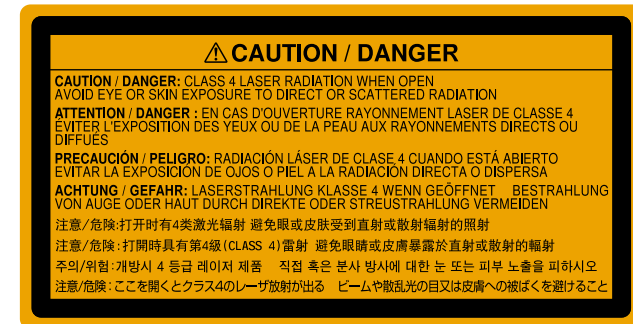 ⚠ CAUTION / DANGER
CAUTION / DANGER: CLASS 4 LASER RADIATION WHEN OPEN
AVOID EYE OR SKIN EXPOSURE TO DIRECT OR SCATTERED RADIATION
ATTENTION / DANGER : EN CAS D'OUVERTURE RAYONNEMENT LASER DE CLASSE 4
ÉVITER L'EXPOSITION DES YEUX OU DE LA PEAU AUX RAYONNEMENTS DIRECTS OU
DIFFUÉS
PRECAUCIÓN / PELIGRO: RADIACIÓN LÁSER DE CLASE 4 CUANDO ESTÁ ABIERTO
EVITAR LA EXPOSICIÓN DE OJOS O PIEL A LA RADIACIÓN DIRECTA O DISPERSA
ACHTUNG / GEFAHR: LASERSTRAHLUNG KLASSE 4 WENN GEÖFFNET BESTRAHLUNG
VON AUGE ODER HAUT DURCH DIREKTE ODER STREUSTRAHLUNG VERMEIDEN
注意/危险:打开时有4类激光辐射 避免眼或皮肤受到直射或散射辐射的照射
注意/危険:打開時具有第4級(CLASS 4)雷射 避免眼睛或皮膚暴露於直射或散射的輻射
주의/위험:개방시 4 등급 레이저 제품 직접 혹은 분사 방사에 대한 눈 또는 피부 노출을 피하시오
注意/危険:ここを開くとクラス4のレーザ放射が出る ビームや散乱光の目又は皮膚への被ばくを避けること